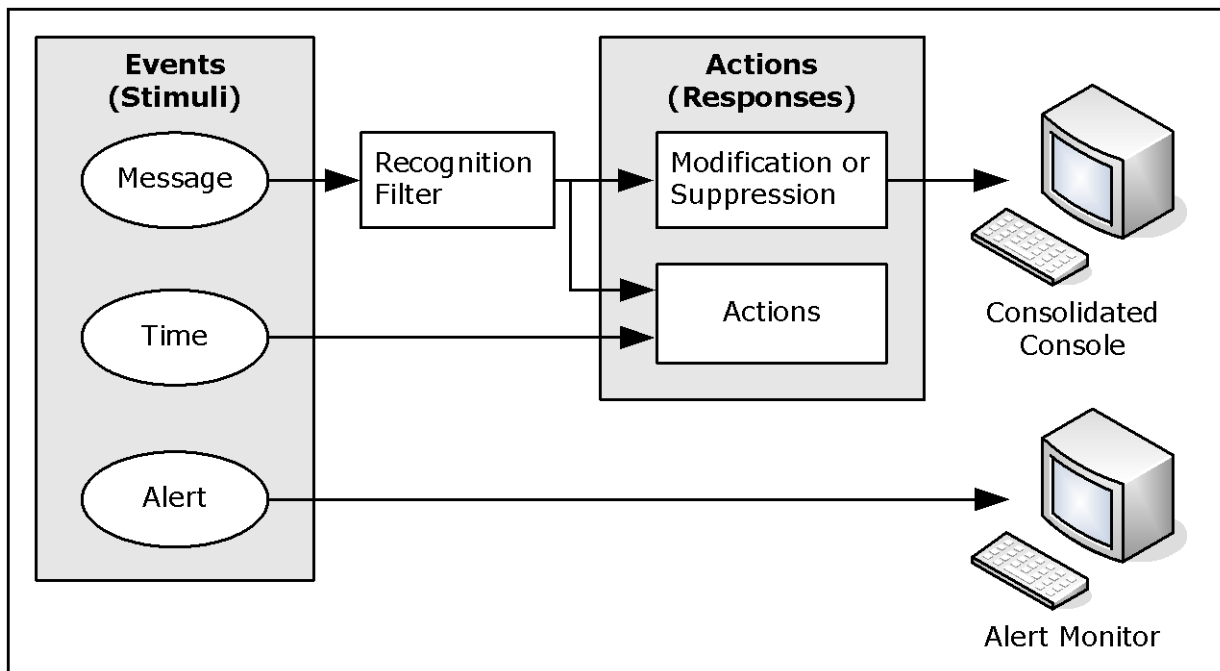 Events
(Stimuli)
Actions
(Responses)
Message
Recognition
Filter
Modification or
Suppression
Consolidated
Console
Time
Actions
Alert
Alert Monitor